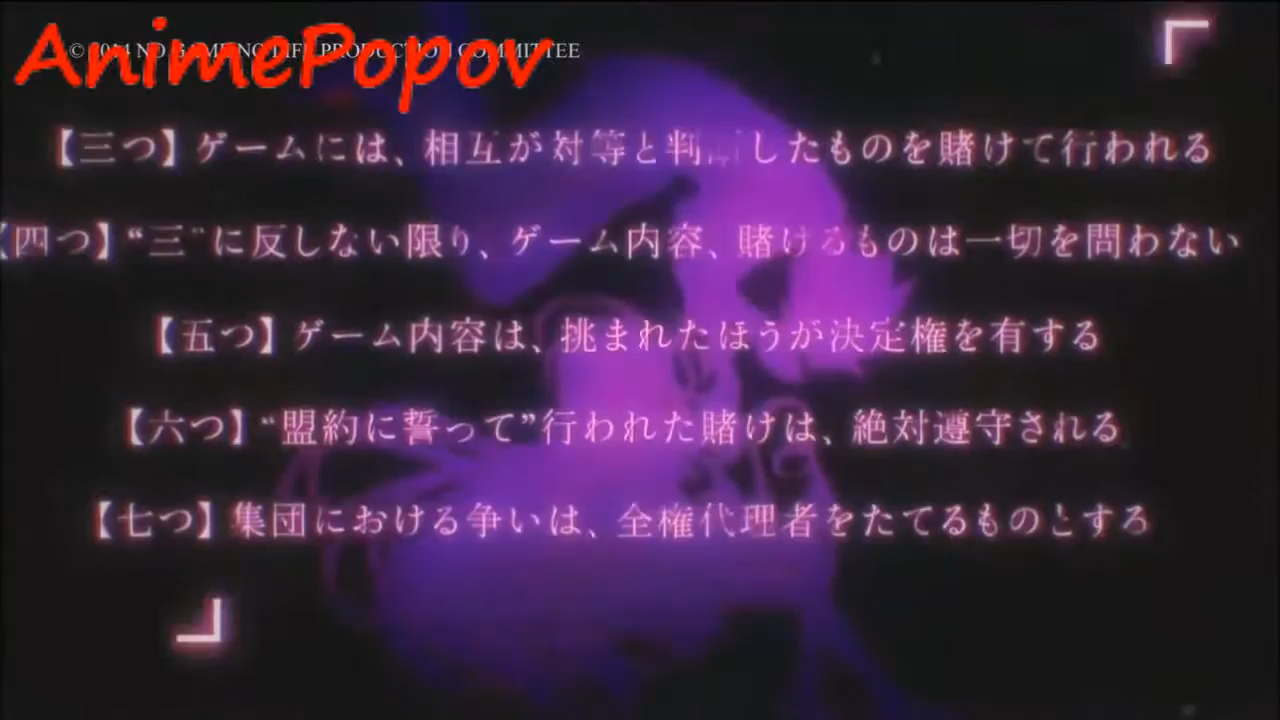 AnimePopov
© 2014 NO GAME NO LIFE PRODUCTION COMMITTEE
【三つ】ゲームには、相互が対等と判断したものを賭けて行われる
【四つ】“三”に反しない限り、ゲーム内容、賭けるものは一切を問わない
【五つ】ゲーム内容は、挑まれたほうが決定権を有する
【六つ】“盟約に誓って”行われた賭けは、絶対遵守される
【七つ】集団における争いは、全権代理者をたてるものとする